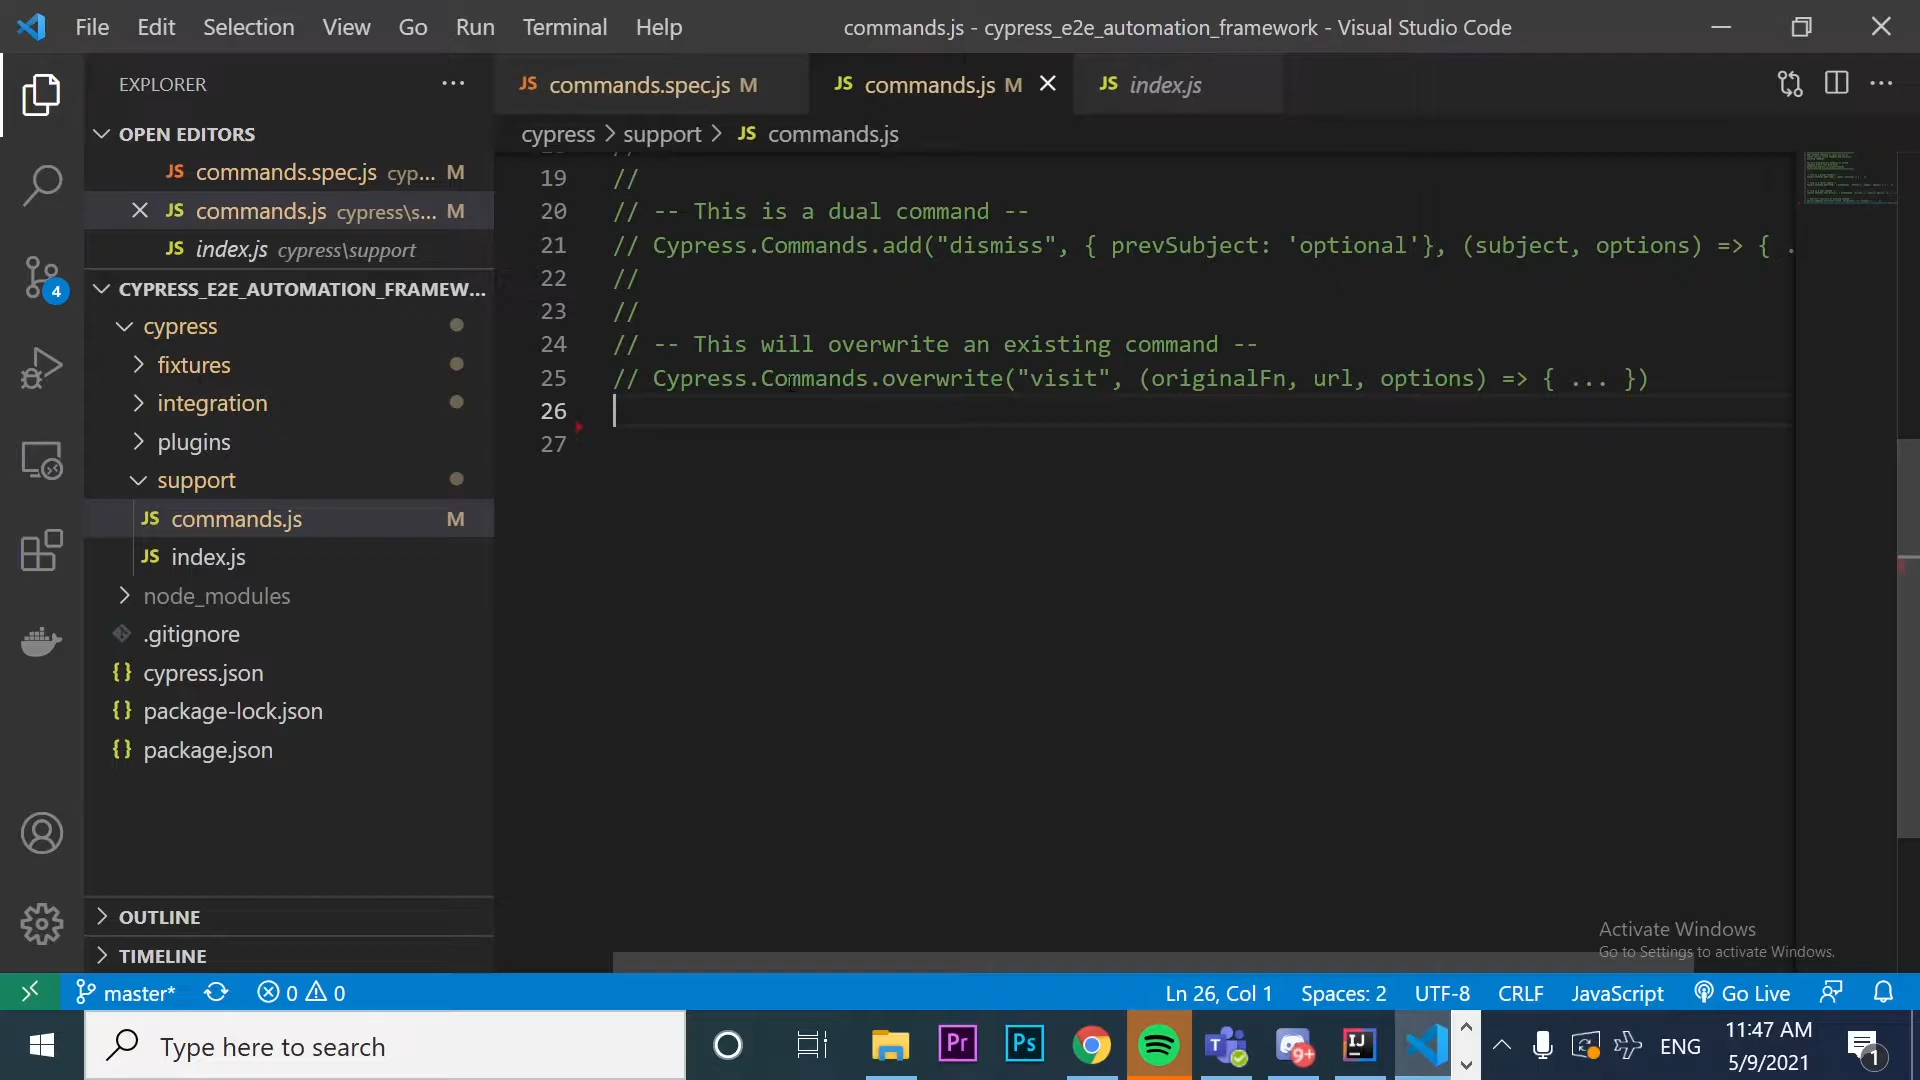 File Edit Selection View Go Run Terminal Help
commands.js - cypress_e2e_automation_framework - Visual Studio Code
EXPLORER
JS commands.spec.js M
JS commands.js M
JS index.js
cypress > support > JS commands.js
OPEN EDITORS
JS commands.spec.js cyp... M
JS commands.js cypress\s... M
JS index.js cypress\support
CYPRESS_E2E_AUTOMATION_FRAMEW...
cypress
fixtures
integration
plugins
support
JS commands.js M
JS index.js
node_modules
.gitignore
{} cypress.json
{} package-lock.json
{} package.json
OUTLINE
TIMELINE
4
19 //
20 // -- This is a dual command --
21 // Cypress.Commands.add("dismiss", { prevSubject: 'optional'}, (subject, options) => { .
22 //
23 //
24 // -- This will overwrite an existing command --
25 // Cypress.Commands.overwrite("visit", (originalFn, url, options) => { ... })
26
27
Activate Windows
Go to Settings to activate Windows.
master* 0 0
Ln 26, Col 1 Spaces: 2 UTF-8 CRLF JavaScript Go Live
Type here to search
Pr Ps T 9+ IJ
ENG
11:47 AM
5/9/2021
1